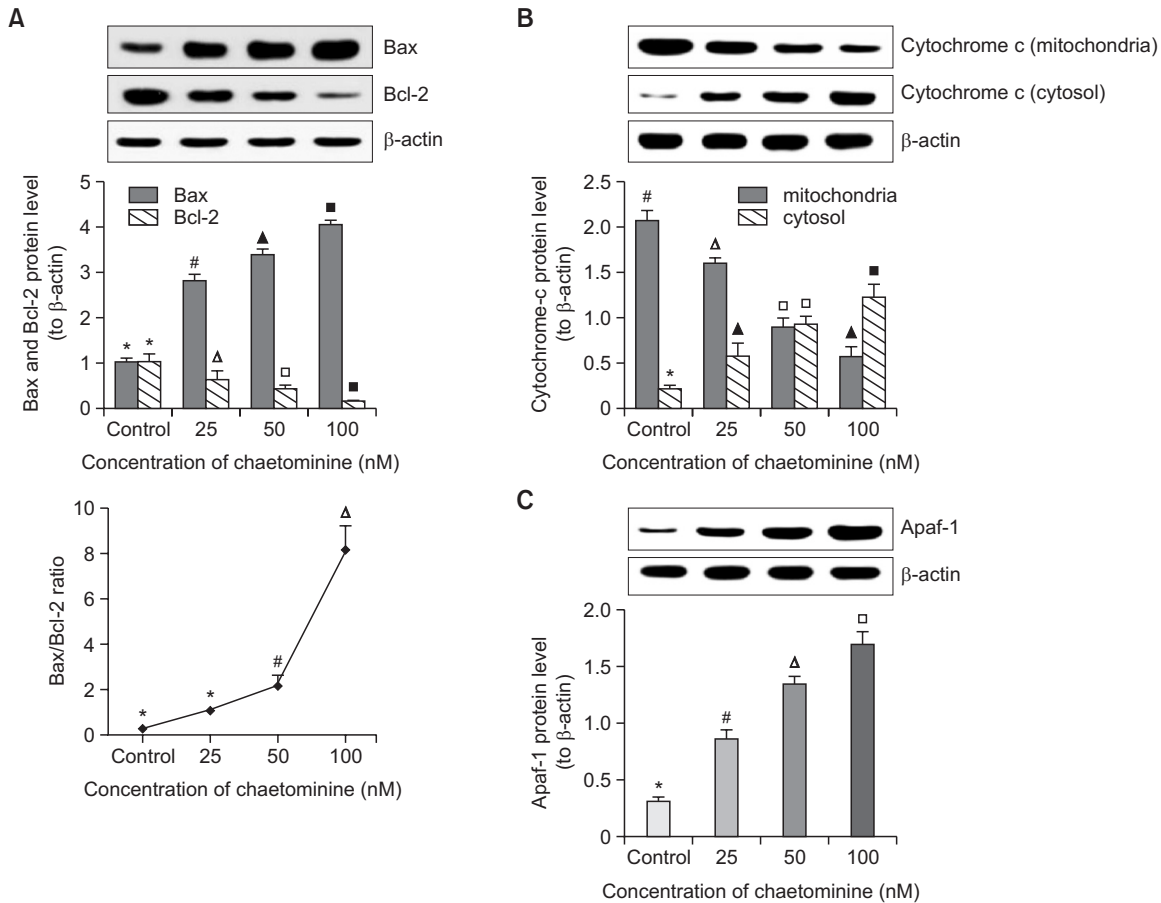 A
Bax
Bcl-2
β-actin
5
4
3
2
1
0
Bax and Bcl-2 protein level
(to β-actin)
Bax
Bcl-2
* *
#
Δ
▲
□
■
■
Control 25 50 100
Concentration of chaetominine (nM)
10
8
6
4
2
0
Bax/Bcl-2 ratio
*
*
#
Δ
Control 25 50 100
Concentration of chaetominine (nM)
B
Cytochrome c (mitochondria)
Cytochrome c (cytosol)
β-actin
2.5
2.0
1.5
1.0
0.5
0
Cytochrome-c protein level
(to β-actin)
mitochondria
cytosol
#
*
Δ
▲
□ □
▲
■
Control 25 50 100
Concentration of chaetominine (nM)
C
Apaf-1
β-actin
2.0
1.5
1.0
0.5
0
Apaf-1 protein level
(to β-actin)
*
#
Δ
□
Control 25 50 100
Concentration of chaetominine (nM)